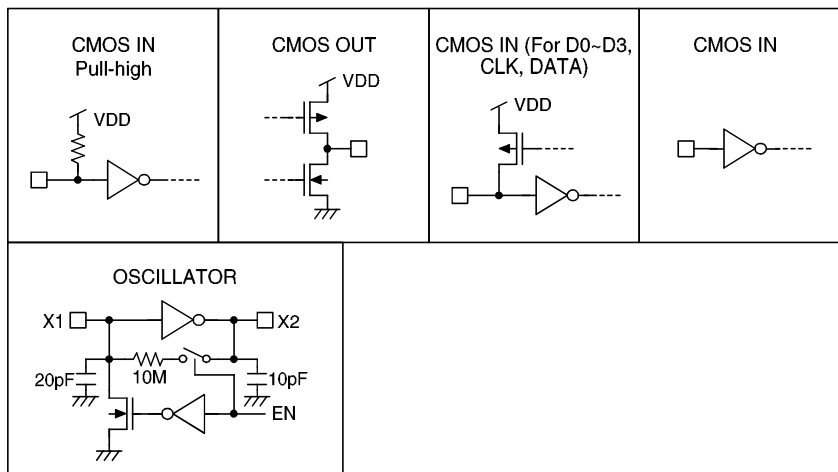 CMOS IN
Pull-high
VDD
CMOS OUT
VDD
CMOS IN (For D0~D3,
CLK, DATA)
VDD
CMOS IN
OSCILLATOR
X1
X2
20pF
10M
10pF
EN